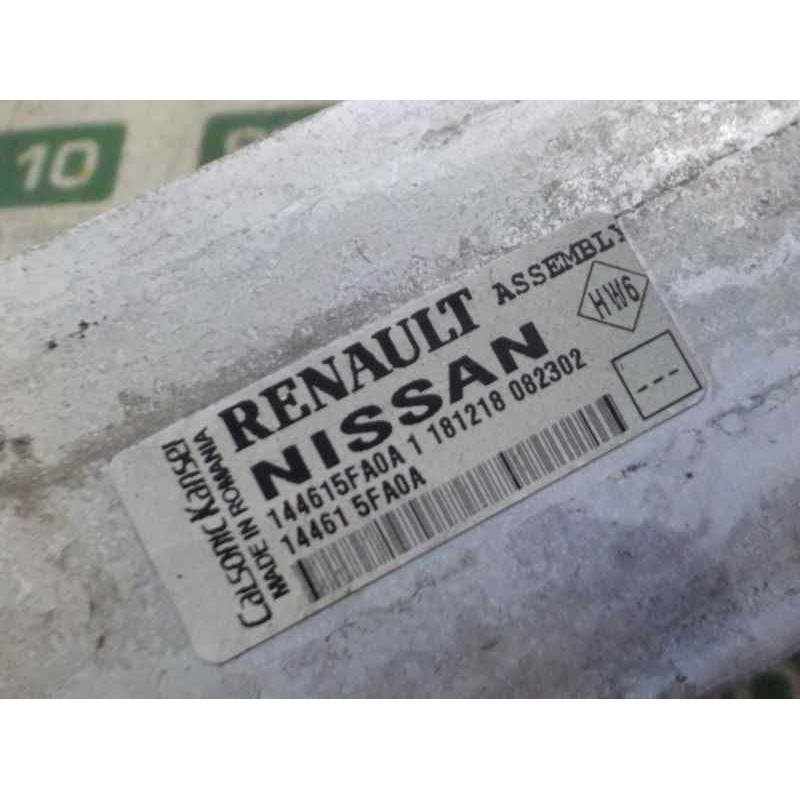 10
RENAULT ASSEMBLY
NISSAN
HW6
144615FA0A 1 181218 082302
14461 5FA0A
---
Calsonic Kansei
MADE IN ROMANIA